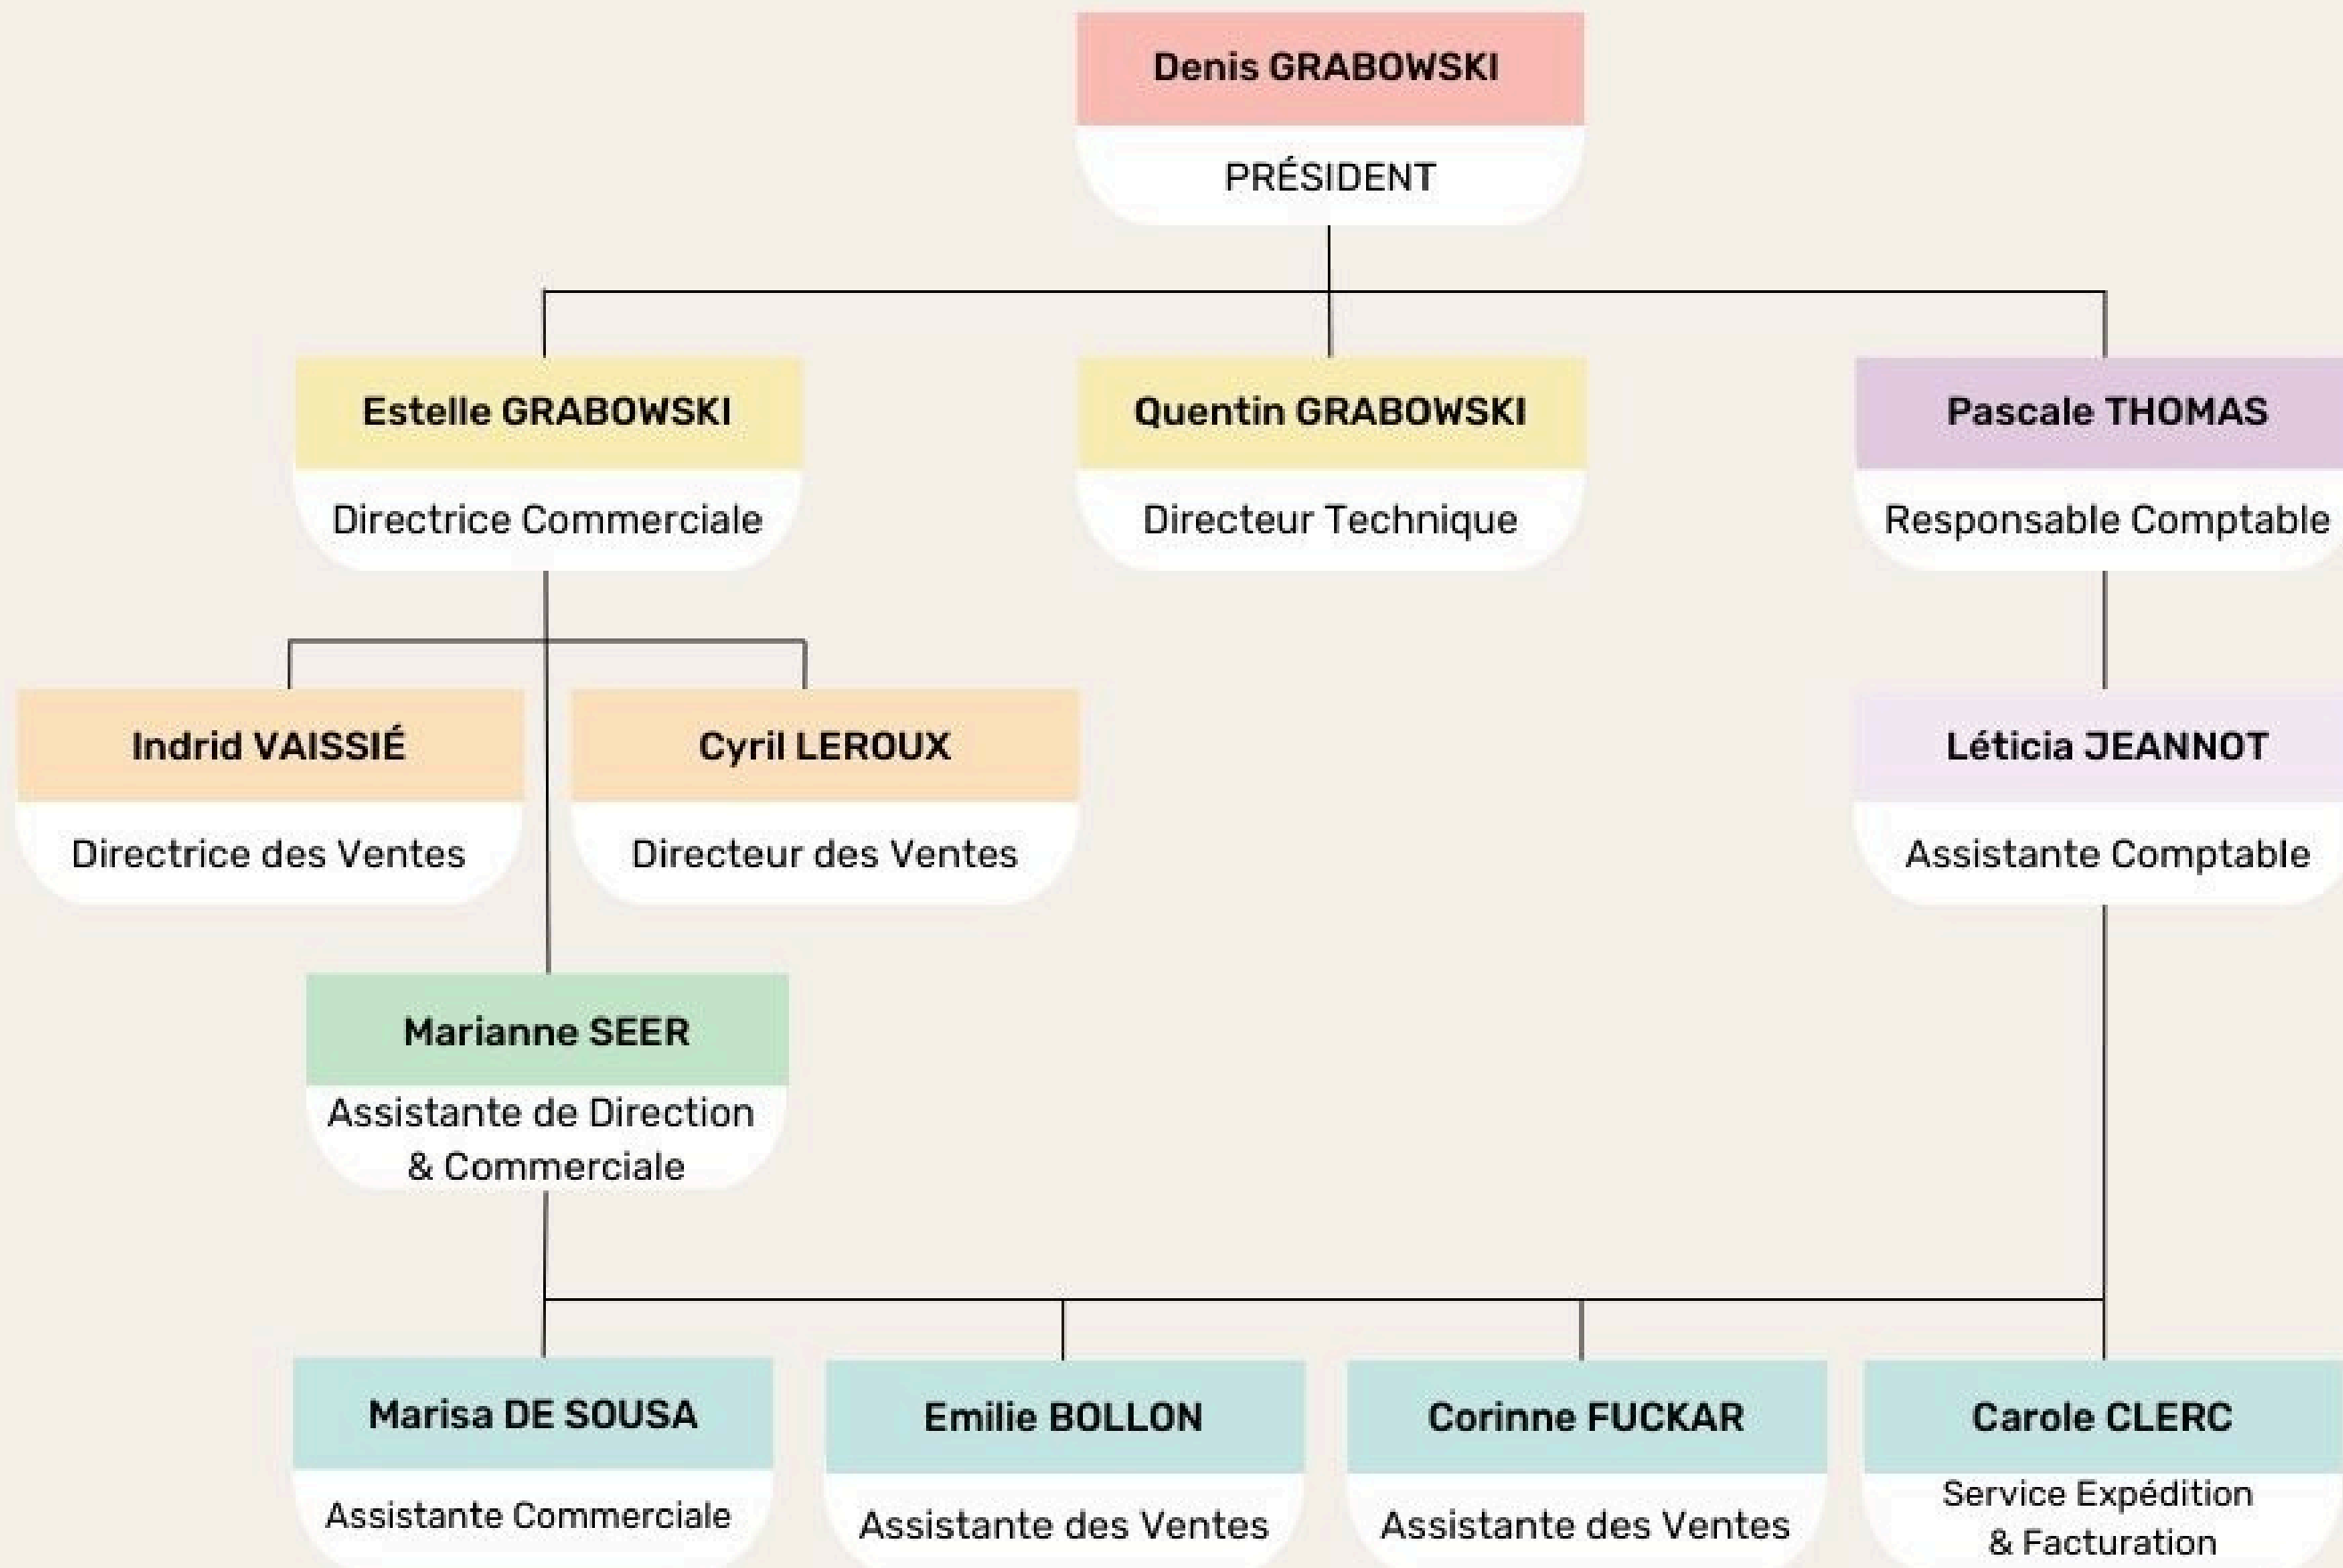 Denis GRABOWSKI
PRÉSIDENT
Estelle GRABOWSKI
Directrice Commerciale
Quentin GRABOWSKI
Directeur Technique
Pascale THOMAS
Responsable Comptable
Indrid VAISSIÉ
Directrice des Ventes
Cyril LEROUX
Directeur des Ventes
Léticia JEANNOT
Assistante Comptable
Marianne SEER
Assistante de Direction
& Commerciale
Marisa DE SOUSA
Assistante Commerciale
Emilie BOLLON
Assistante des Ventes
Corinne FUCKAR
Assistante des Ventes
Carole CLERC
Service Expédition
& Facturation